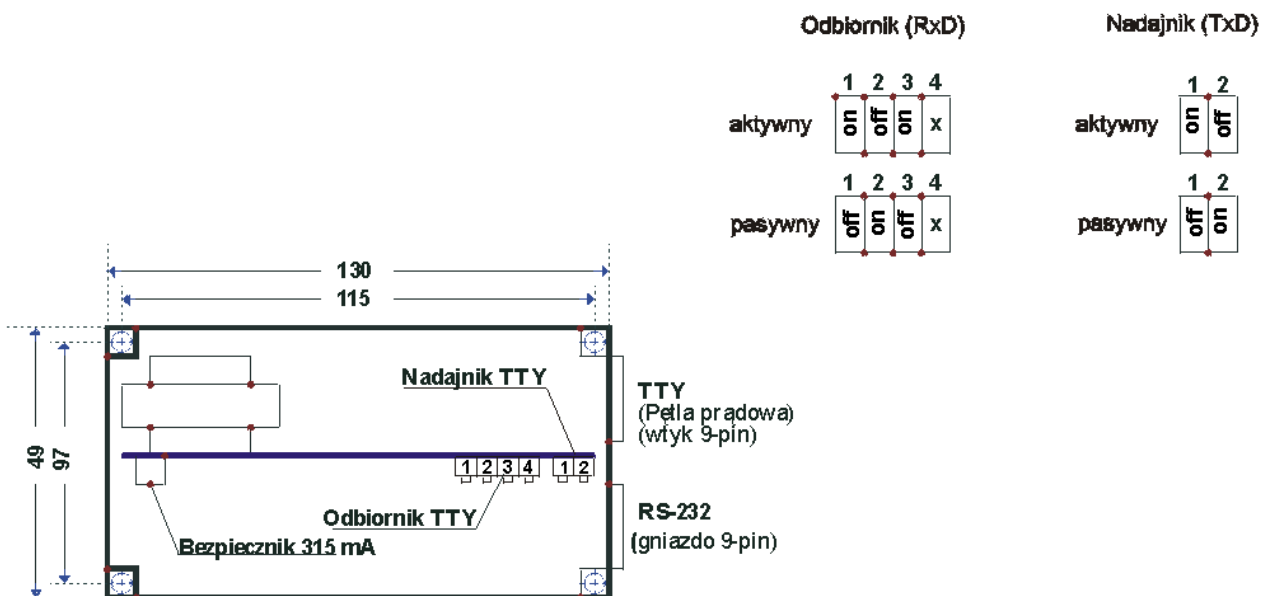 Odbiornik (RxD)
Nadajnik (TxD)
1 2 3 4
aktywny on off on x
1 2
aktywny on off
1 2 3 4
pasywny off on off x
1 2
pasywny off on
130
115
49
97
Nadajnik TTY
TTY
(Petla prądowa)
(wtyk 9-pin)
1 2 3 4
1 2
Odbiornik TTY
Bezpiecznik 315 mA
RS-232
(gniazdo 9-pin)